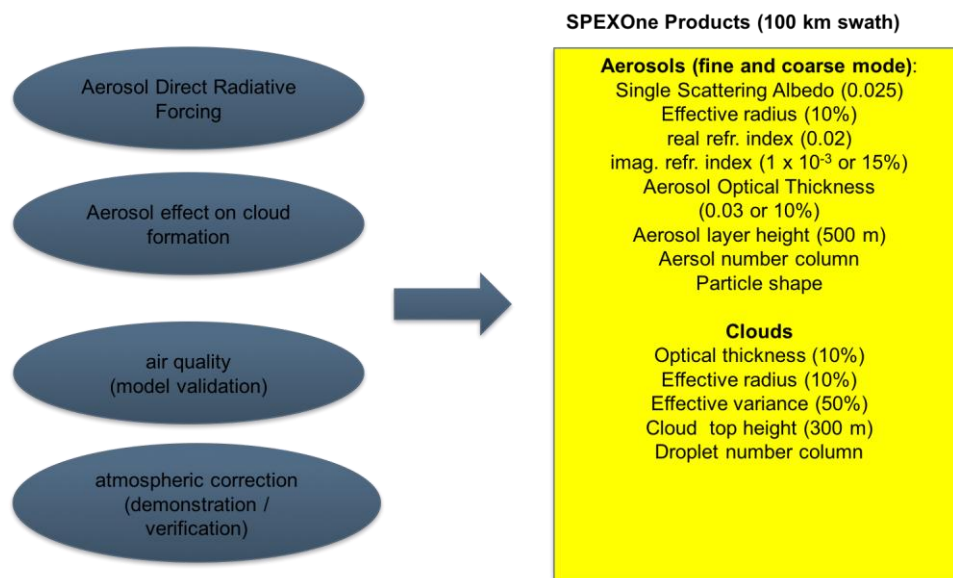 SPEXOne Products (100 km swath)
Aerosol Direct Radiative
Forcing
Aerosol effect on cloud
formation
air quality
(model validation)
atmospheric correction
(demonstration /
verification)
Aerosols (fine and coarse mode):
Single Scattering Albedo (0.025)
Effective radius (10%)
real refr. index (0.02)
imag. refr. index (1 x 10⁻³ or 15%)
Aerosol Optical Thickness
(0.03 or 10%)
Aerosol layer height (500 m)
Aersol number column
Particle shape
Clouds
Optical thickness (10%)
Effective radius (10%)
Effective variance (50%)
Cloud top height (300 m)
Droplet number column